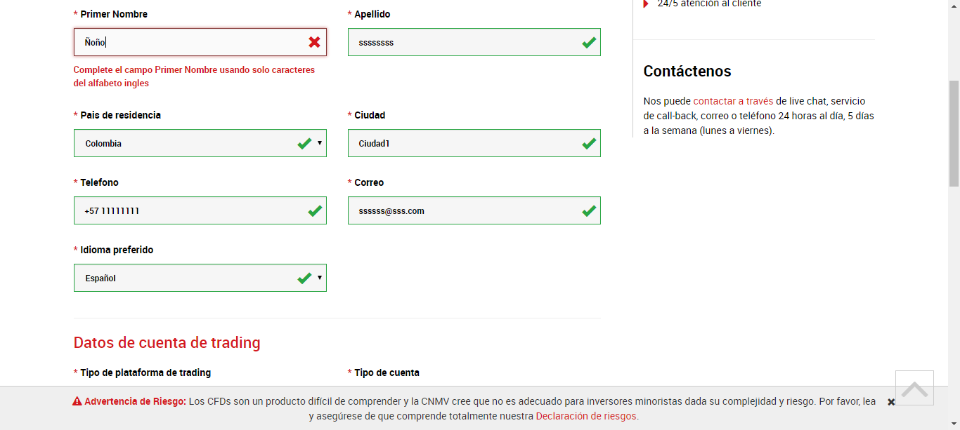 * Primer Nombre
* Apellido
Ñoño
ssssssss
Complete el campo Primer Nombre usando solo caracteres
del alfabeto ingles
* País de residencia
* Ciudad
Colombia
Ciudad1
* Telefono
* Correo
+57 11111111
ssssss@sss.com
* Idioma preferido
Español
Datos de cuenta de trading
* Tipo de plataforma de trading
* Tipo de cuenta
24/5 atención al cliente
Contáctenos
Nos puede contactar a través de live chat, servicio
de call-back, correo o teléfono 24 horas al día, 5 días
a la semana (lunes a viernes).
Advertencia de Riesgo: Los CFDs son un producto difícil de comprender y la CNMV cree que no es adecuado para inversores minoristas dada su complejidad y riesgo. Por favor, lea
y asegúrese de que comprende totalmente nuestra Declaración de riesgos.